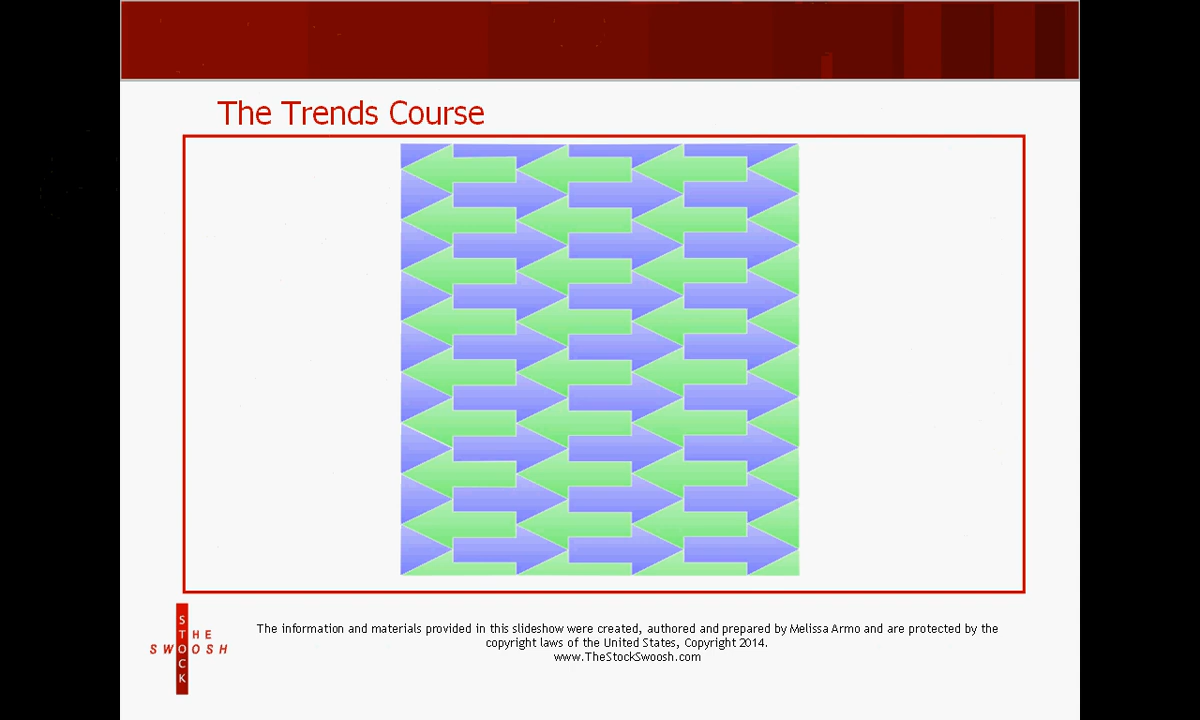 The Trends Course
THE
STOCK
SWOOSH
The information and materials provided in this slideshow were created, authored and prepared by Melissa Armo and are protected by the
copyright laws of the United States, Copyright 2014.
www.TheStockSwoosh.com